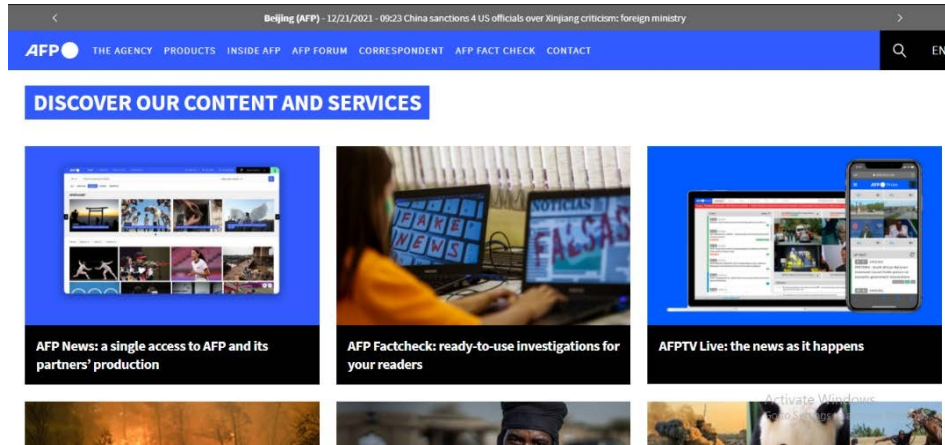 Beijing (AFP) - 12/21/2021 - 09:23 China sanctions 4 US officials over Xinjiang criticism: foreign ministry
AFP THE AGENCY PRODUCTS INSIDE AFP AFP FORUM CORRESPONDENT AFP FACT CHECK CONTACT EN
DISCOVER OUR CONTENT AND SERVICES
FAKE
NEWS
NOTICIAS
FALSAS
AFP News: a single access to AFP and its
partners' production
AFP Factcheck: ready-to-use investigations for
your readers
AFPTV Live: the news as it happens
Activate Windows